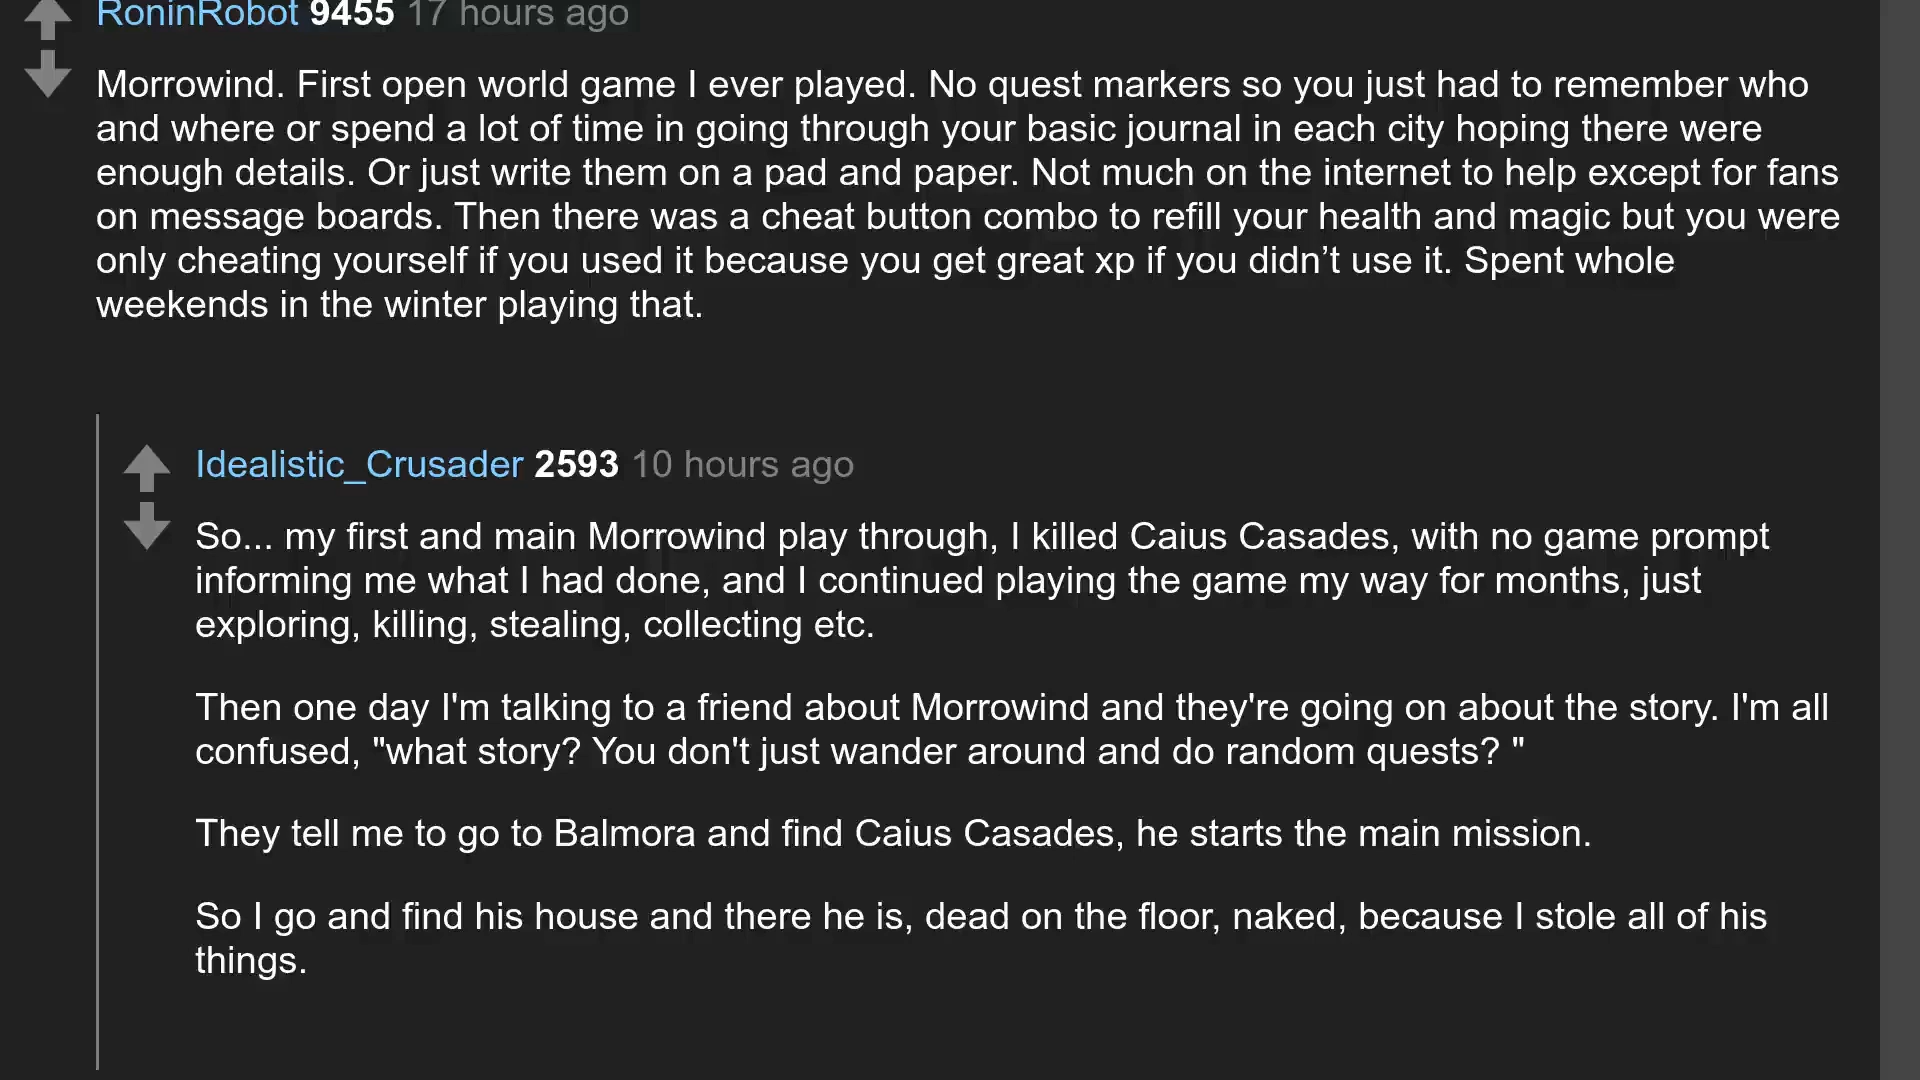 RoninRobot 9455 17 hours ago
Morrowind. First open world game I ever played. No quest markers so you just had to remember who
and where or spend a lot of time in going through your basic journal in each city hoping there were
enough details. Or just write them on a pad and paper. Not much on the internet to help except for fans
on message boards. Then there was a cheat button combo to refill your health and magic but you were
only cheating yourself if you used it because you get great xp if you didn’t use it. Spent whole
weekends in the winter playing that.
Idealistic_Crusader 2593 10 hours ago
So... my first and main Morrowind play through, I killed Caius Casades, with no game prompt
informing me what I had done, and I continued playing the game my way for months, just
exploring, killing, stealing, collecting etc.
Then one day I'm talking to a friend about Morrowind and they're going on about the story. I'm all
confused, "what story? You don't just wander around and do random quests? "
They tell me to go to Balmora and find Caius Casades, he starts the main mission.
So I go and find his house and there he is, dead on the floor, naked, because I stole all of his
things.